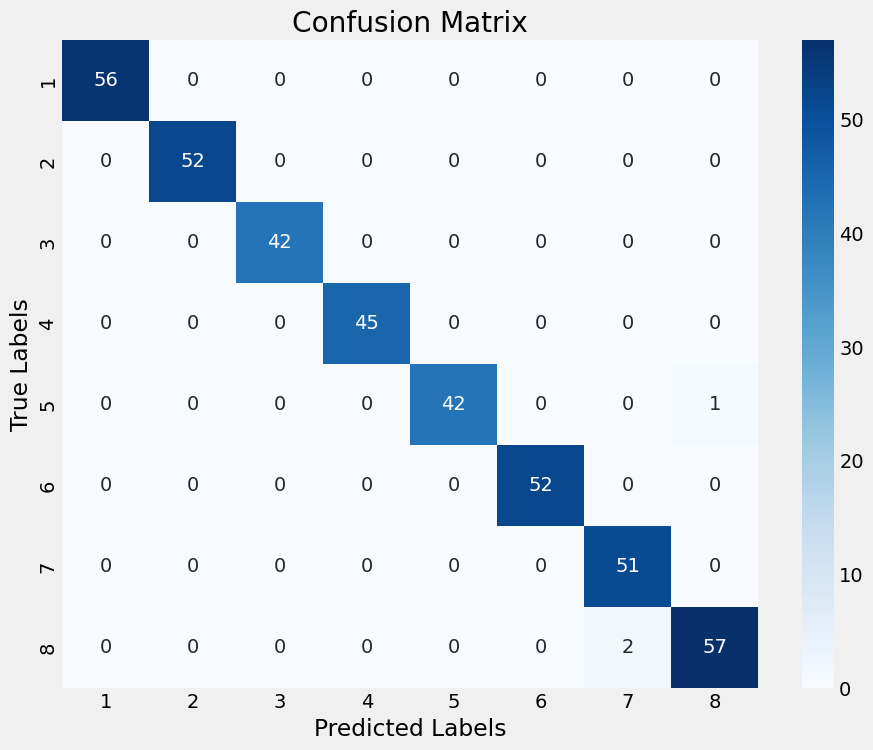 Confusion Matrix
1 56 0 0 0 0 0 0 0
2 0 52 0 0 0 0 0 0
3 0 0 42 0 0 0 0 0
4 0 0 0 45 0 0 0 0
5 0 0 0 0 42 0 0 1
6 0 0 0 0 0 52 0 0
7 0 0 0 0 0 0 51 0
8 0 0 0 0 0 0 2 57
1 2 3 4 5 6 7 8
Predicted Labels
True Labels
50
40
30
20
10
0